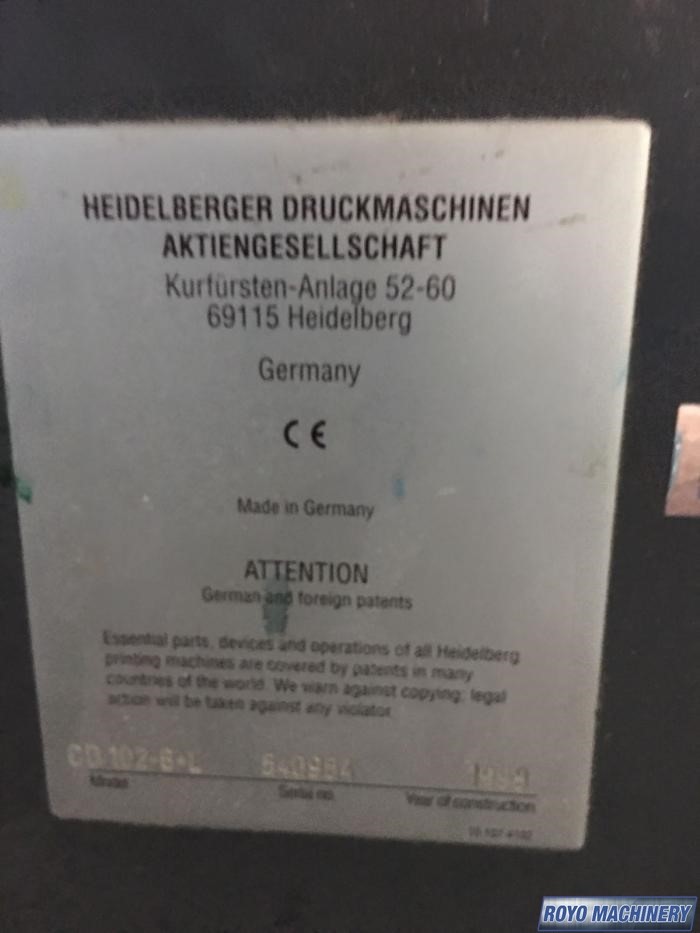 HEIDELBERGER DRUCKMASCHINEN
AKTIENGESELLSCHAFT
Kurfürsten-Anlage 52-60
69115 Heidelberg
Germany
CE
Made in Germany
ATTENTION
German and foreign patents
Essential parts, devices and operations of all Heidelberg
printing machines are covered by patents in many
countries of the world. We warn against copying; legal
action will be taken against any violator.
CD 102-6+L
Model Serial no. Year of construction
ROYO MACHINERY